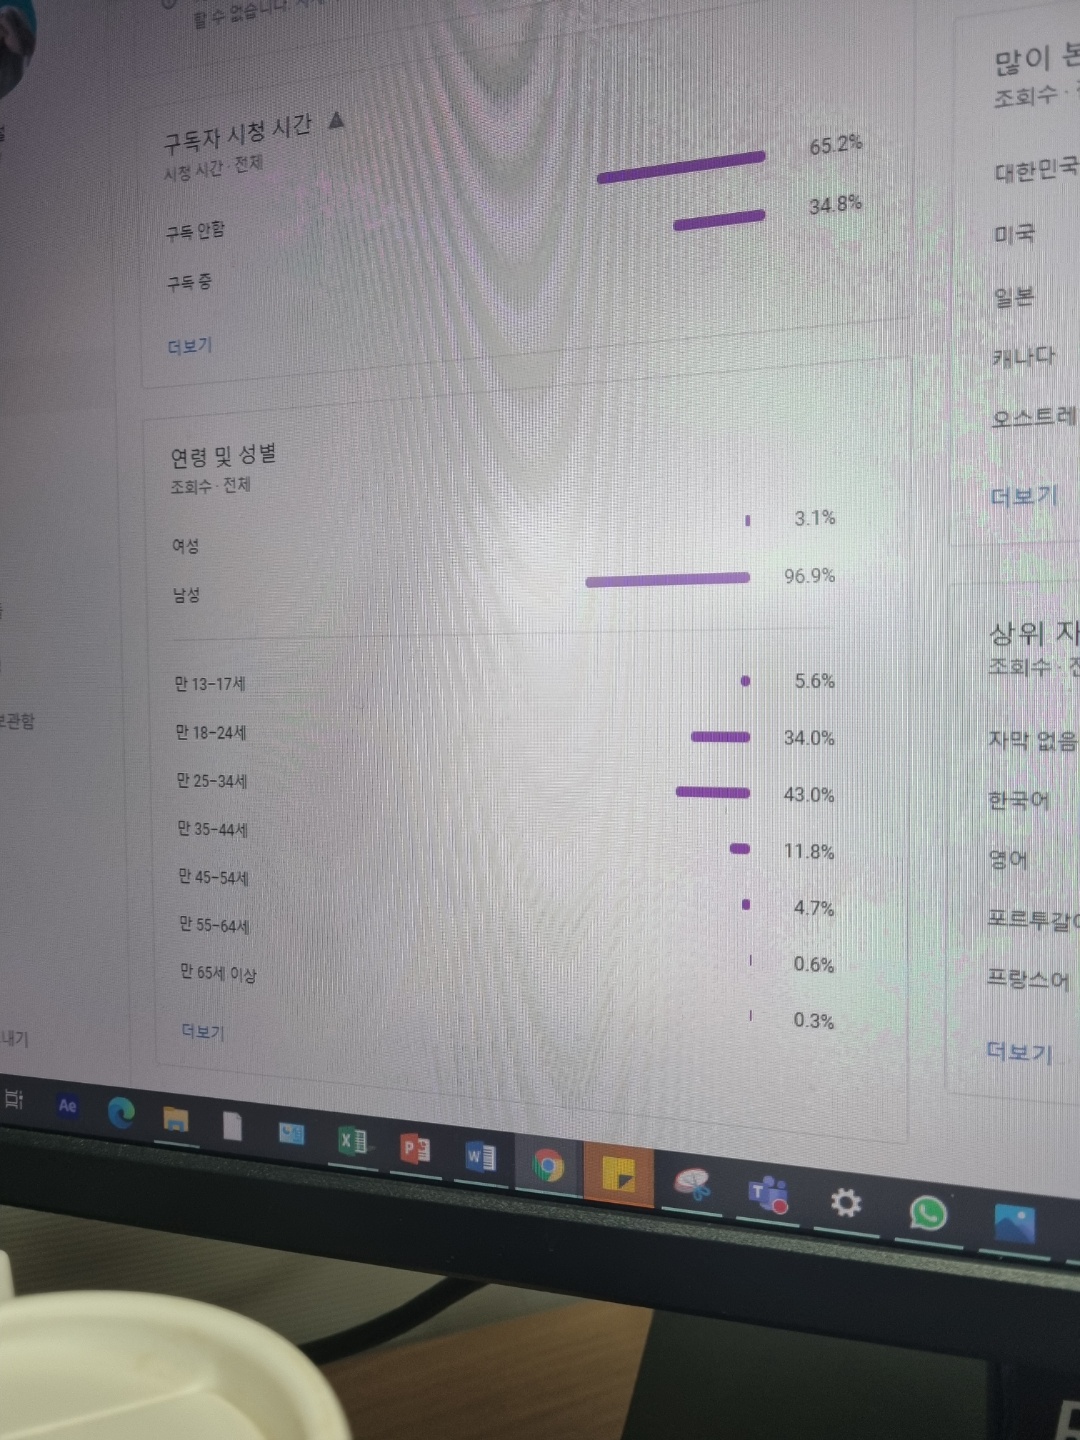 할 수 없습니다.
구독자 시청 시간
시청 시간 · 전체
구독 안함 65.2%
구독 중 34.8%
더보기
연령 및 성별
조회수 · 전체
여성 3.1%
남성 96.9%
만 13–17세 5.6%
만 18–24세 34.0%
만 25–34세 43.0%
만 35–44세 11.8%
만 45–54세 4.7%
만 55–64세 0.6%
만 65세 이상 0.3%
더보기
많이 본
조회수 ·
대한민국
미국
일본
캐나다
오스트레
더보기
상위 자
조회수 · 전
자막 없음
한국어
영어
포르투갈어
프랑스어
더보기
보관함
내기
Ae
X
P
W
T